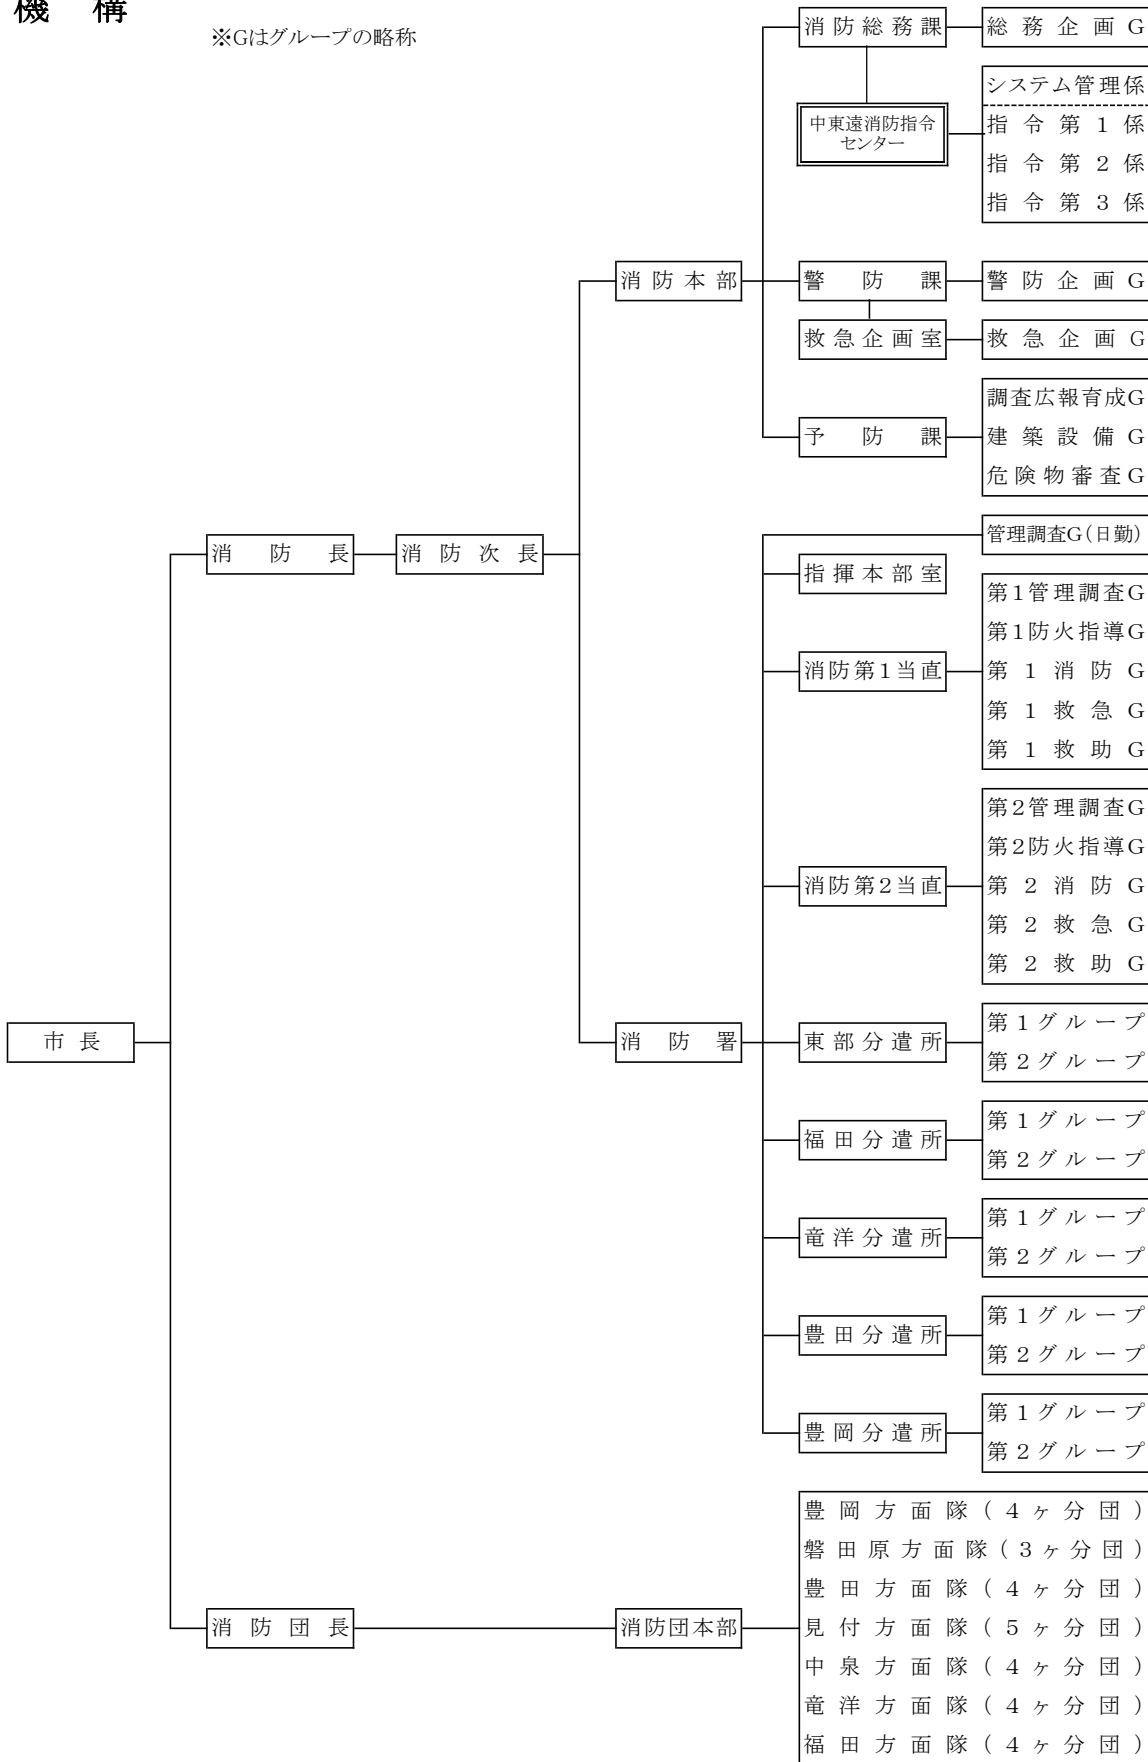 機構
※Gはグループの略称
消防総務課
総務企画G
中東遠消防指令
センター
システム管理係
指令第1係
指令第2係
指令第3係
消防本部
警防課
警防企画G
救急企画室
救急企画G
予防課
調査広報育成G
建築設備G
危険物審査G
消防長
消防次長
管理調査G(日勤)
指揮本部室
消防第1当直
第1管理調査G
第1防火指導G
第1消防G
第1救急G
第1救助G
消防第2当直
第2管理調査G
第2防火指導G
第2消防G
第2救急G
第2救助G
市長
消防署
東部分遣所
第1グループ
第2グループ
福田分遣所
第1グループ
第2グループ
竜洋分遣所
第1グループ
第2グループ
豊田分遣所
第1グループ
第2グループ
豊岡分遣所
第1グループ
第2グループ
消防団長
消防団本部
豊岡方面隊(4ヶ分団)
磐田原方面隊(3ヶ分団)
豊田方面隊(4ヶ分団)
見付方面隊(5ヶ分団)
中泉方面隊(4ヶ分団)
竜洋方面隊(4ヶ分団)
福田方面隊(4ヶ分団)